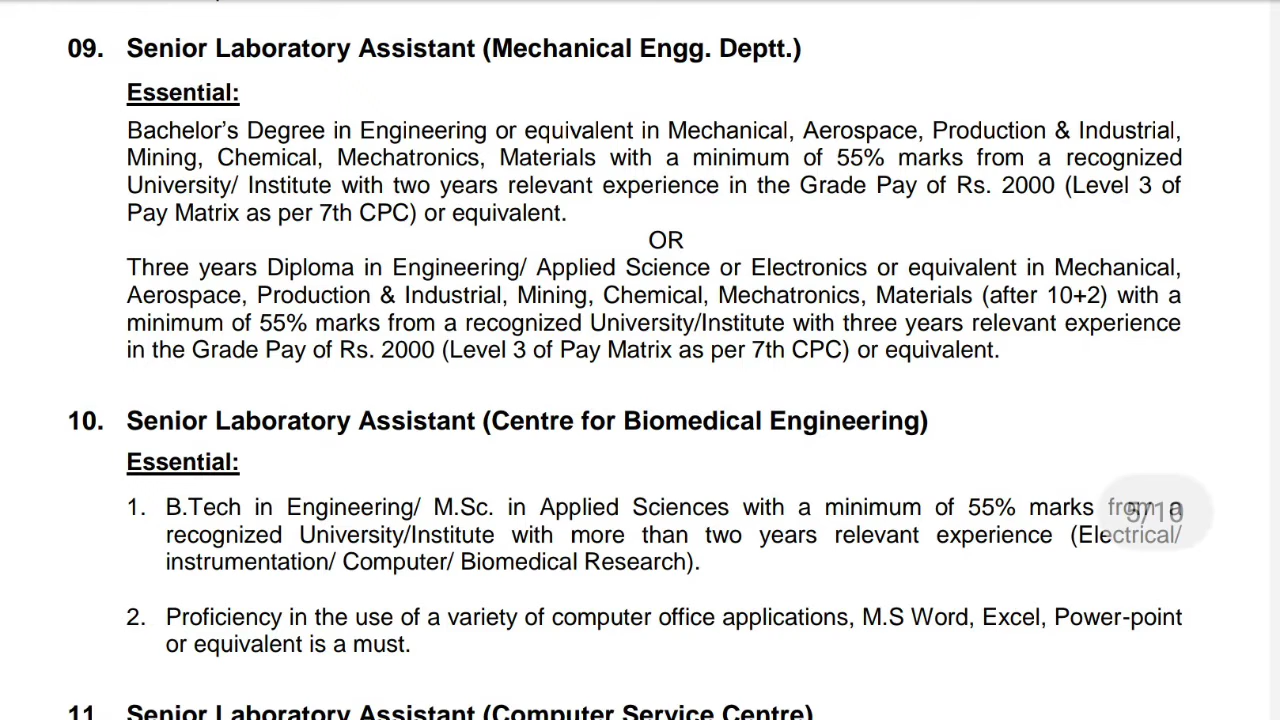 09. Senior Laboratory Assistant (Mechanical Engg. Deptt.)
Essential:
Bachelor’s Degree in Engineering or equivalent in Mechanical, Aerospace, Production & Industrial,
Mining, Chemical, Mechatronics, Materials with a minimum of 55% marks from a recognized
University/ Institute with two years relevant experience in the Grade Pay of Rs. 2000 (Level 3 of
Pay Matrix as per 7th CPC) or equivalent.
OR
Three years Diploma in Engineering/ Applied Science or Electronics or equivalent in Mechanical,
Aerospace, Production & Industrial, Mining, Chemical, Mechatronics, Materials (after 10+2) with a
minimum of 55% marks from a recognized University/Institute with three years relevant experience
in the Grade Pay of Rs. 2000 (Level 3 of Pay Matrix as per 7th CPC) or equivalent.
10. Senior Laboratory Assistant (Centre for Biomedical Engineering)
Essential:
1. B.Tech in Engineering/ M.Sc. in Applied Sciences with a minimum of 55% marks from a
recognized University/Institute with more than two years relevant experience (Electrical/
instrumentation/ Computer/ Biomedical Research).
2. Proficiency in the use of a variety of computer office applications, M.S Word, Excel, Power-point
or equivalent is a must.
11 Senior Laboratory Assistant (Computer Service Centre)